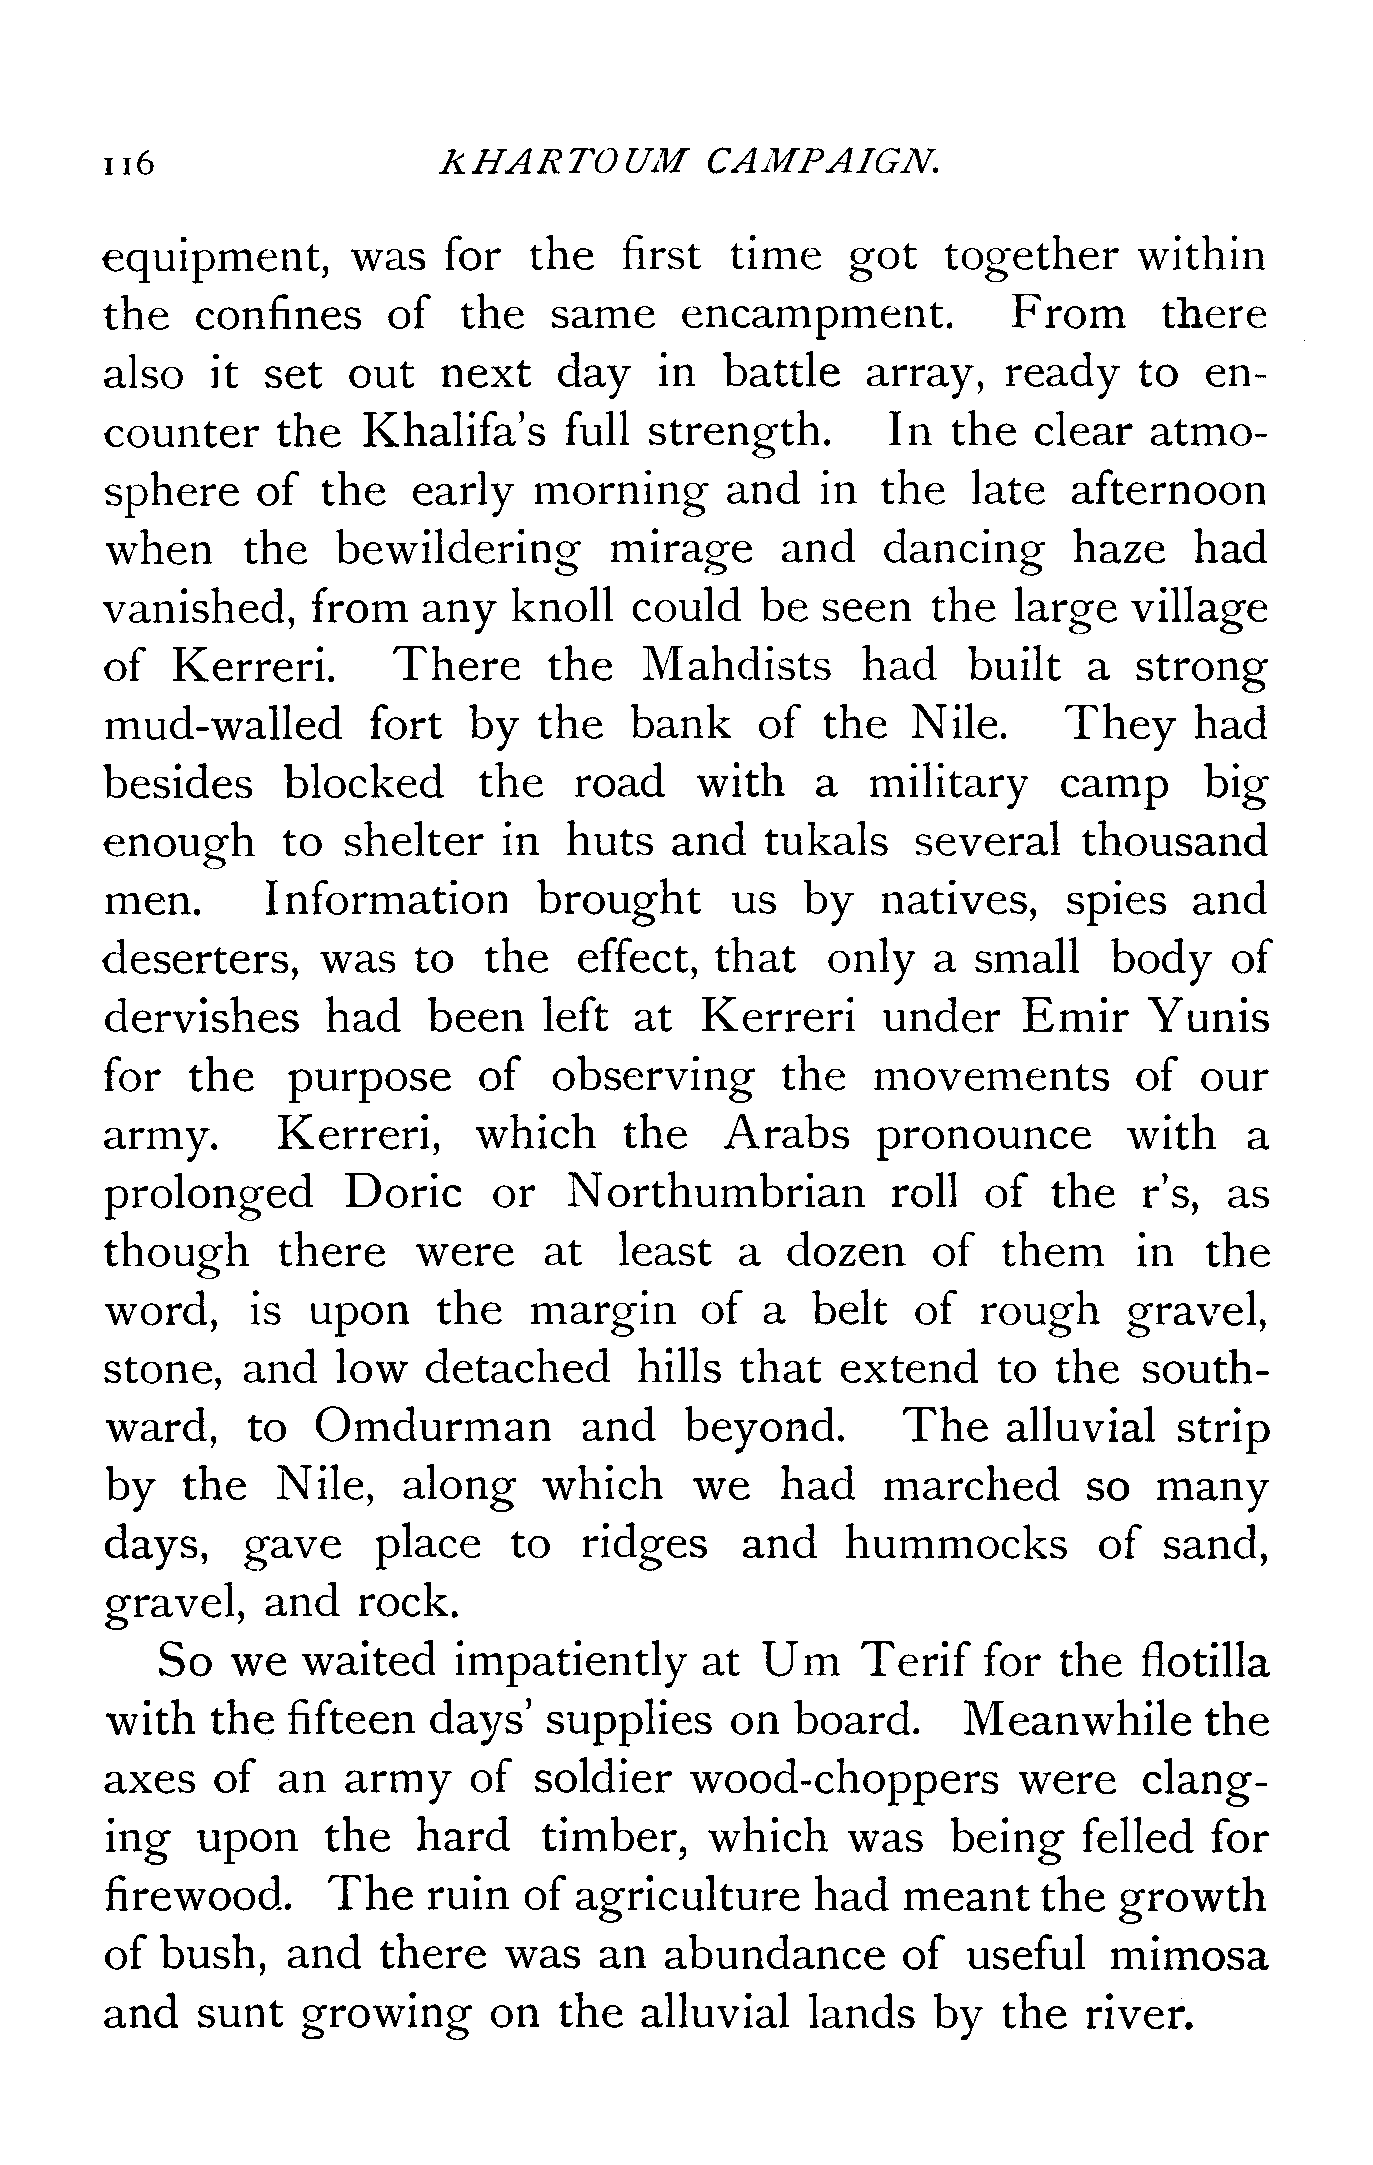 116 KHARTOUM CAMPAIGN.
equipment, was for the first time got together within
the confines of the same encampment. From there
also it set out next day in battle array, ready to en-
counter the Khalifa's full strength. In the clear atmo-
sphere of the early morning and in the late afternoon
when the bewildering mirage and dancing haze had
vanished, from any knoll could be seen the large village
of Kerreri. There the Mahdists had built a strong
mud-walled fort by the bank of the Nile. They had
besides blocked the road with a military camp big
enough to shelter in huts and tukals several thousand
men. Information brought us by natives, spies and
deserters, was to the effect, that only a small body of
dervishes had been left at Kerreri under Emir Yunis
for the purpose of observing the movements of our
army. Kerreri, which the Arabs pronounce with a
prolonged Doric or Northumbrian roll of the r's, as
though there were at least a dozen of them in the
word, is upon the margin of a belt of rough gravel,
stone, and low detached hills that extend to the south-
ward, to Omdurman and beyond. The alluvial strip
by the Nile, along which we had marched so many
days, gave place to ridges and hummocks of sand,
gravel, and rock.
So we waited impatiently at Um Terif for the flotilla
with the fifteen days' supplies on board. Meanwhile the
axes of an army of soldier wood-choppers were clang-
ing upon the hard timber, which was being felled for
firewood. The ruin of agriculture had meant the growth
of bush, and there was an abundance of useful mimosa
and sunt growing on the alluvial lands by the river.